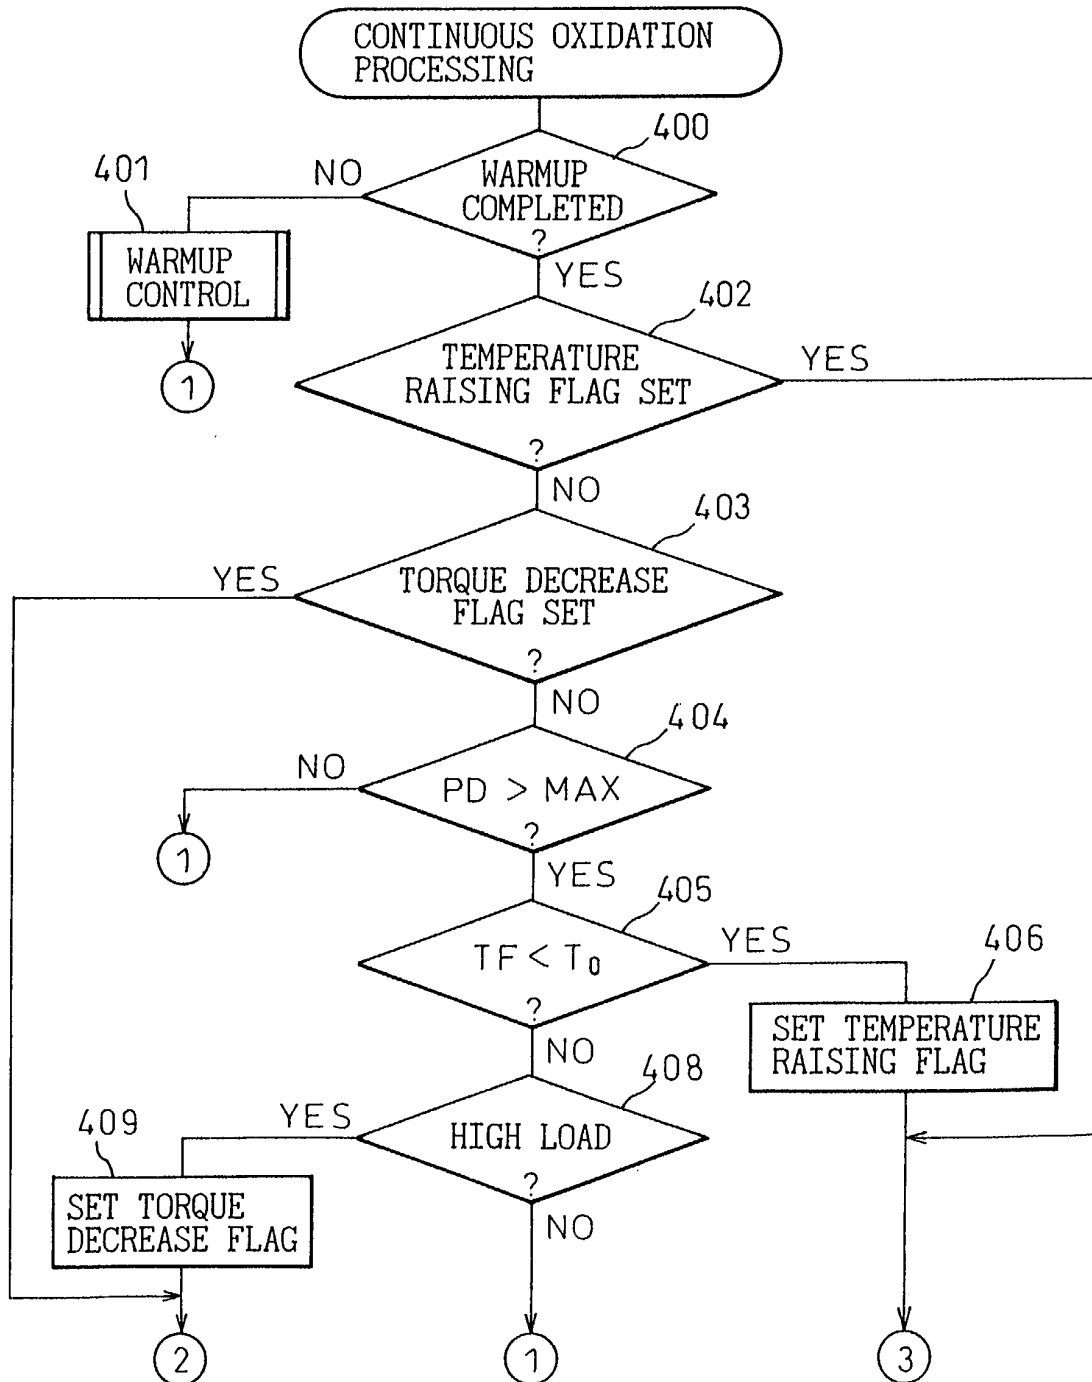 CONTINUOUS OXIDATION
PROCESSING
400
401
NO
WARMUP
COMPLETED
?
WARMUP
CONTROL
YES
402
1
TEMPERATURE
RAISING FLAG SET
?
YES
NO
403
YES
TORQUE DECREASE
FLAG SET
?
NO
404
NO
PD > MAX
?
1
YES
405
TF < T₀
?
YES
406
SET TEMPERATURE
RAISING FLAG
NO
408
YES
409
HIGH LOAD
?
SET TORQUE
DECREASE FLAG
NO
2
1
3